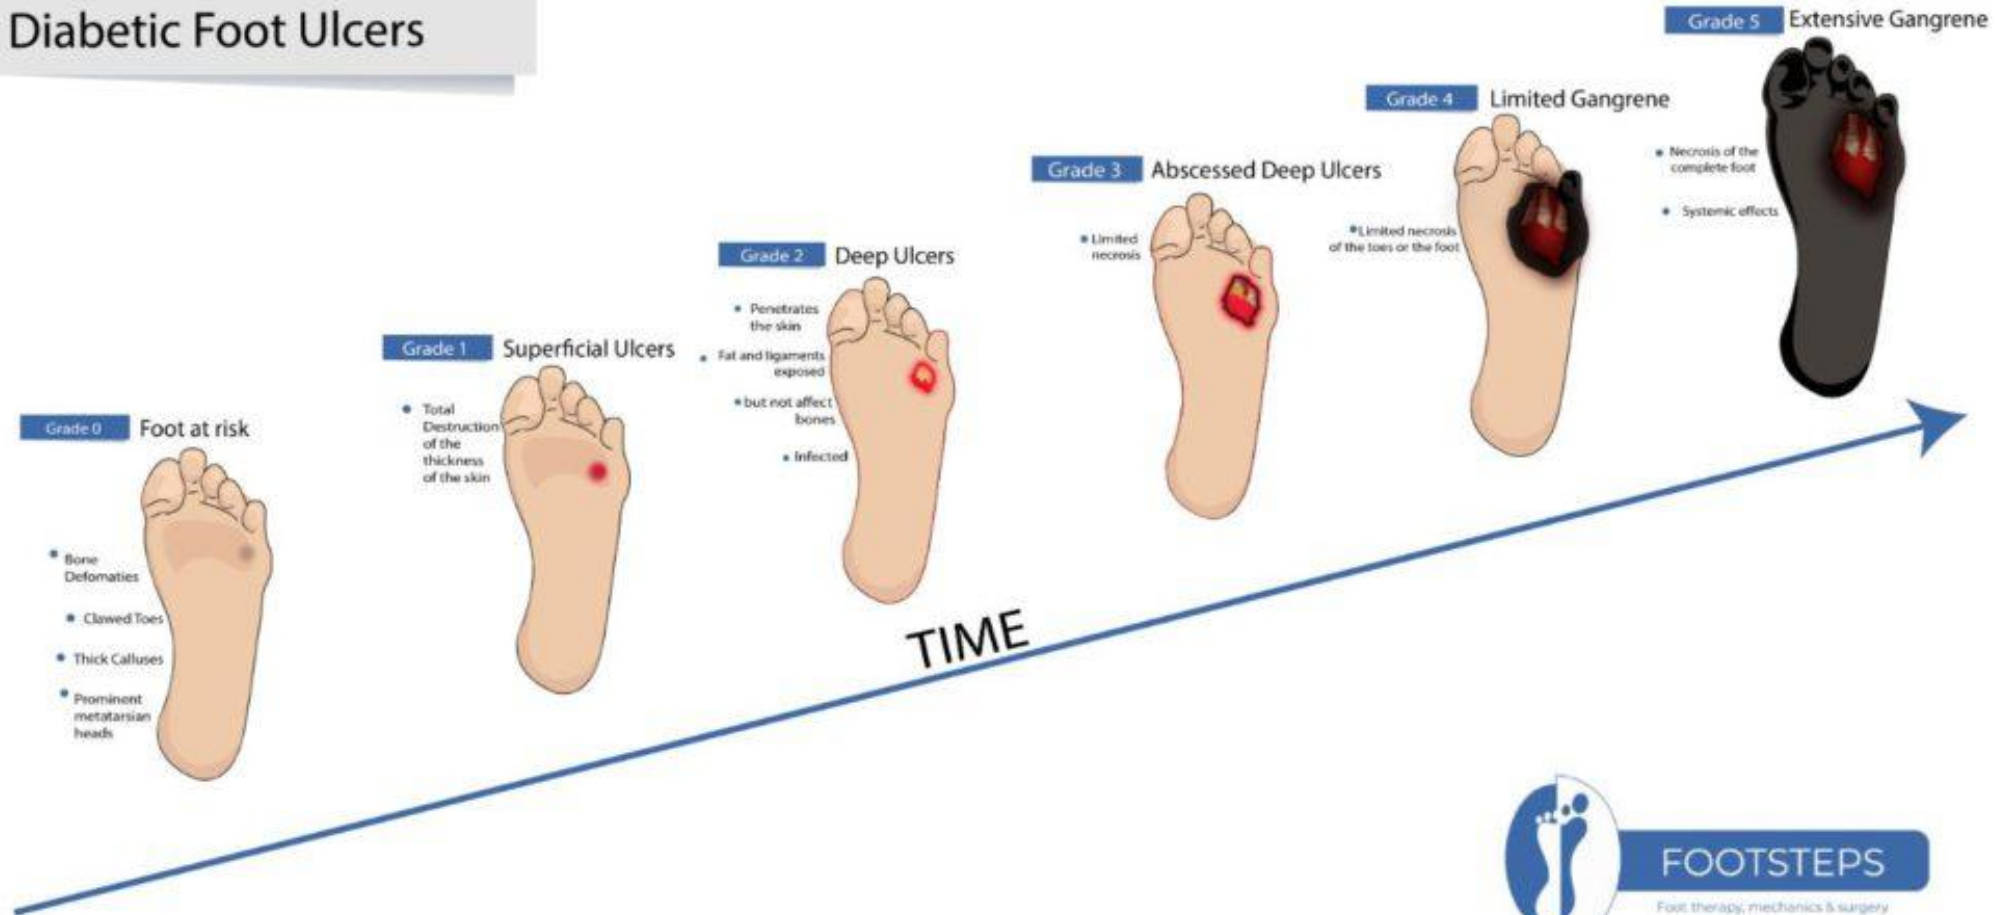 Diabetic Foot Ulcers
Grade 0
Foot at risk
Bone
Defomaties
Clawed Toes
Thick Calluses
Prominent
metatarsian
heads
Grade 1
Superficial Ulcers
Total
Destruction
of the
thickness
of the skin
Grade 2
Deep Ulcers
Penetrates
the skin
Fat and ligaments
exposed
but not affect
bones
Infected
Grade 3
Abscessed Deep Ulcers
Limited
necrosis
Grade 4
Limited Gangrene
Limited necrosis
of the toes or the foot
Grade 5
Extensive Gangrene
Necrosis of the
complete foot
Systemic effects
TIME
FOOTSTEPS
Foot therapy, mechanics & surgery